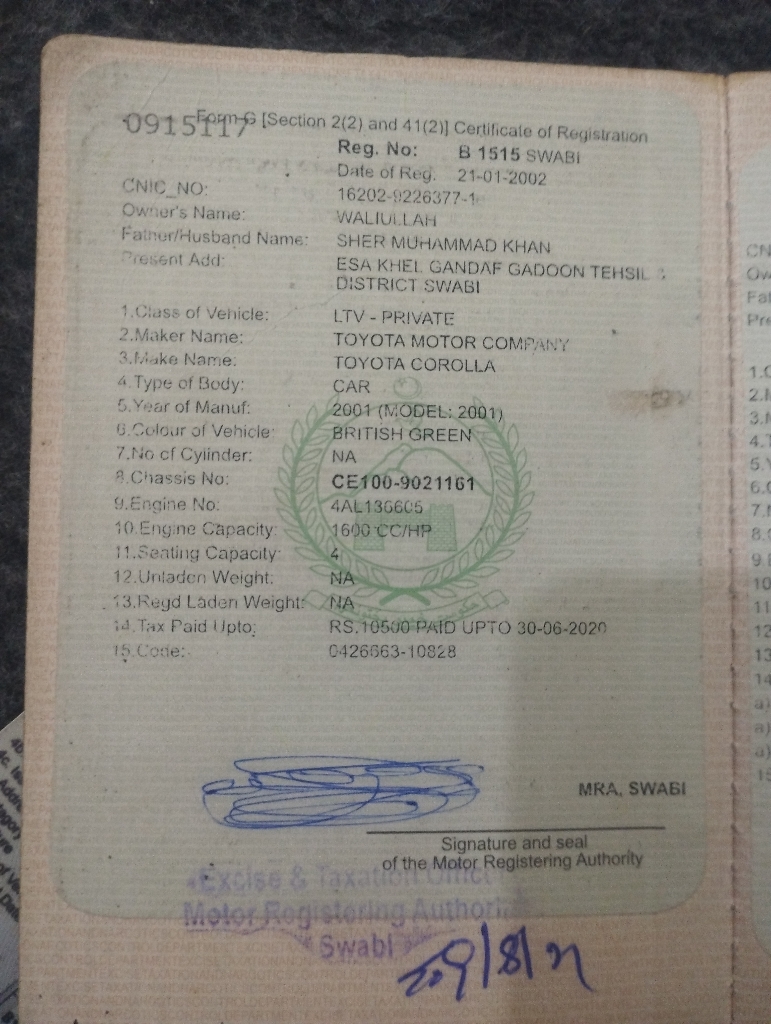 0915117
Form-G [Section 2(2) and 41(2)] Certificate of Registration
Reg. No: B 1515 SWABI
Date of Reg. 21-01-2002
CNIC_NO: 16202-9226377-1
Owner's Name: WALIULLAH
Father/Husband Name: SHER MUHAMMAD KHAN
Present Add: ESA KHEL GANDAF GADOON TEHSIL
DISTRICT SWABI
1.Class of Vehicle: LTV - PRIVATE
2.Maker Name: TOYOTA MOTOR COMPANY
3.Make Name: TOYOTA COROLLA
4.Type of Body: CAR
5.Year of Manuf: 2001 (MODEL: 2001)
6.Colour of Vehicle: BRITISH GREEN
7.No of Cylinder: NA
8.Chassis No: CE100-9021161
9.Engine No: 4AL136605
10.Engine Capacity: 1600 CC/HP
11.Seating Capacity: 4
12.Unladen Weight: NA
13.Regd Laden Weight: NA
14.Tax Paid Upto: RS.10500 PAID UPTO 30-06-2020
15.Code: 0426663-10828
MRA, SWABI
Signature and seal
of the Motor Registering Authority
Excise & Taxation Office
Motor Registering Authori
Swabi